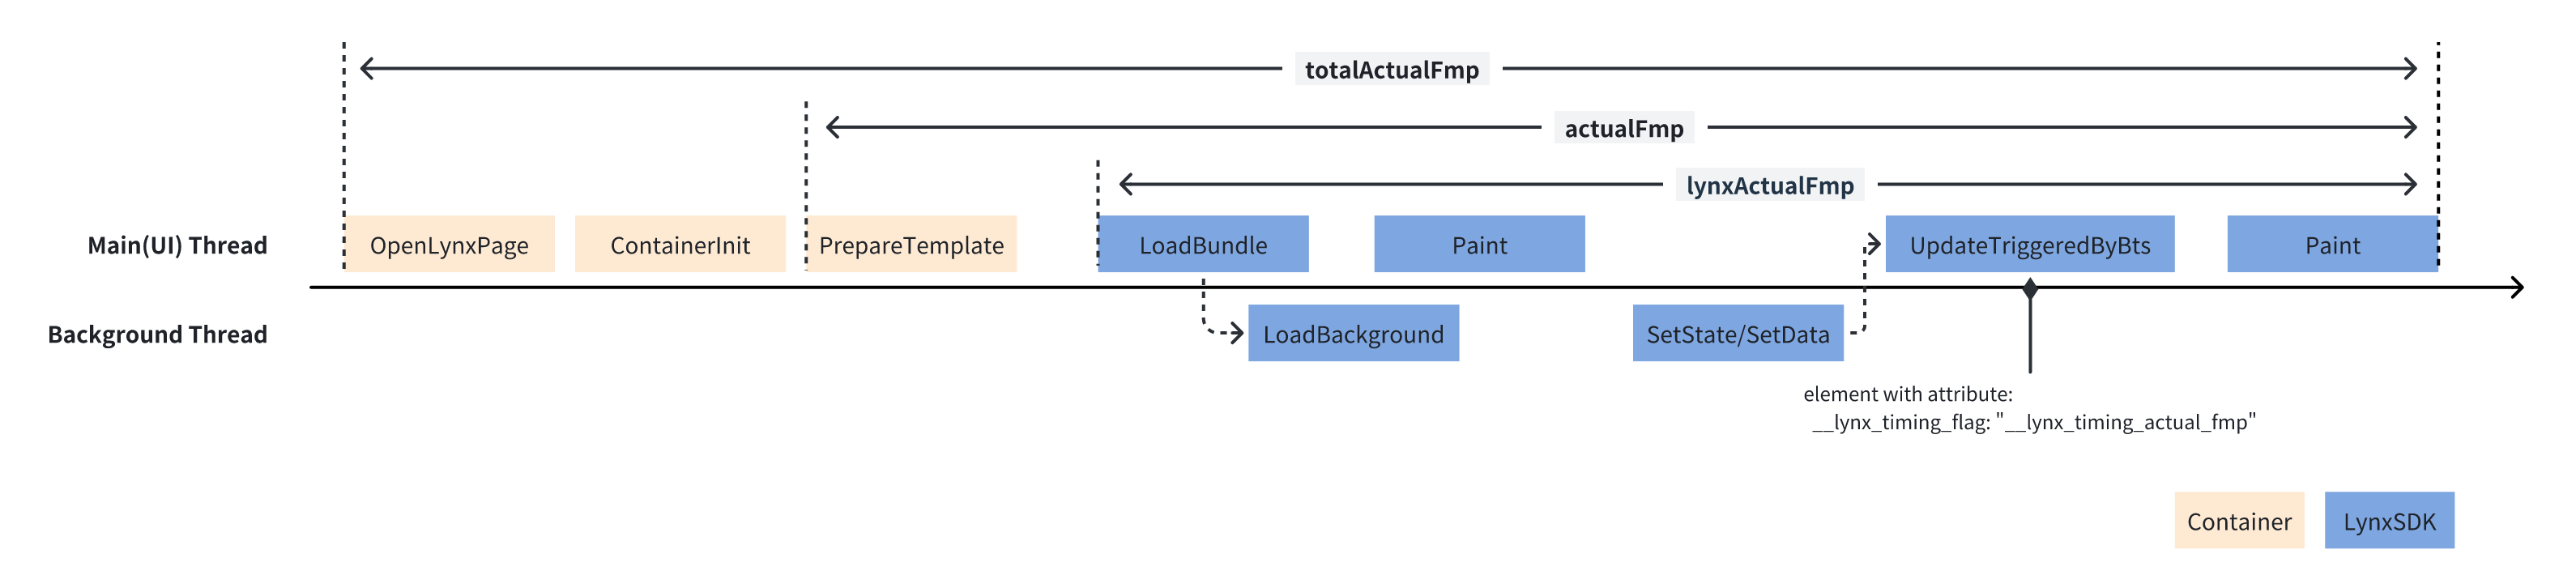 totalActualFmp
actualFmp
lynxActualFmp
Main(UI) Thread
OpenLynxPage
ContainerInit
PrepareTemplate
LoadBundle
Paint
UpdateTriggeredByBts
Paint
Background Thread
LoadBackground
SetState/SetData
element with attribute:
__lynx_timing_flag: "__lynx_timing_actual_fmp"
Container
LynxSDK